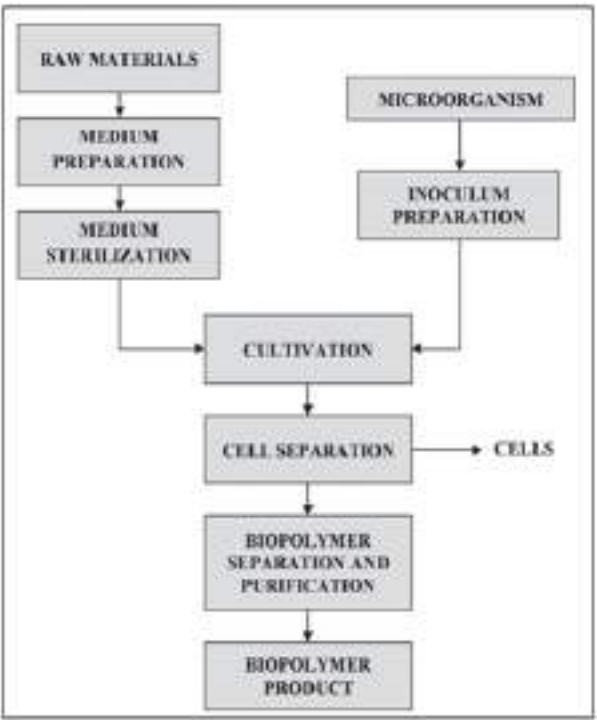 RAW MATERIALS
MEDIUM
PREPARATION
MEDIUM
STERILIZATION
MICROORGANISM
INOCULUM
PREPARATION
CULTIVATION
CELL SEPARATION
CELLS
BIOPOLYMER
SEPARATION AND
PURIFICATION
BIOPOLYMER
PRODUCT